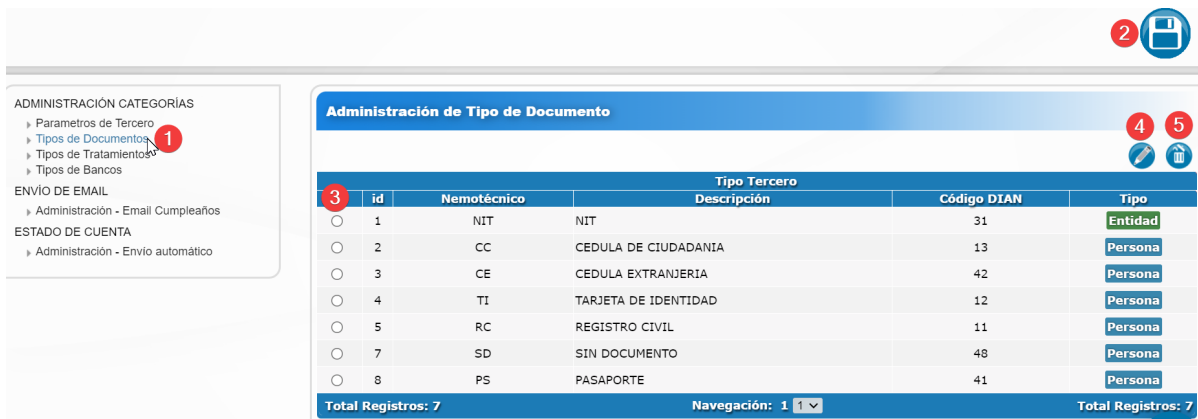 2
ADMINISTRACIÓN CATEGORÍAS
Parametros de Tercero
Tipos de Documentos
1
Tipos de Tratamientos
Tipos de Bancos
ENVÍO DE EMAIL
Administración - Email Cumpleaños
ESTADO DE CUENTA
Administración - Envío automático
Administración de Tipo de Documento
4 5
Tipo Tercero
3 id Nemotécnico Descripción Código DIAN Tipo
1 NIT NIT 31 Entidad
2 CC CEDULA DE CIUDADANIA 13 Persona
3 CE CEDULA EXTRANJERIA 42 Persona
4 TI TARJETA DE IDENTIDAD 12 Persona
5 RC REGISTRO CIVIL 11 Persona
7 SD SIN DOCUMENTO 48 Persona
8 PS PASAPORTE 41 Persona
Total Registros: 7 Navegación: 1 1 Total Registros: 7